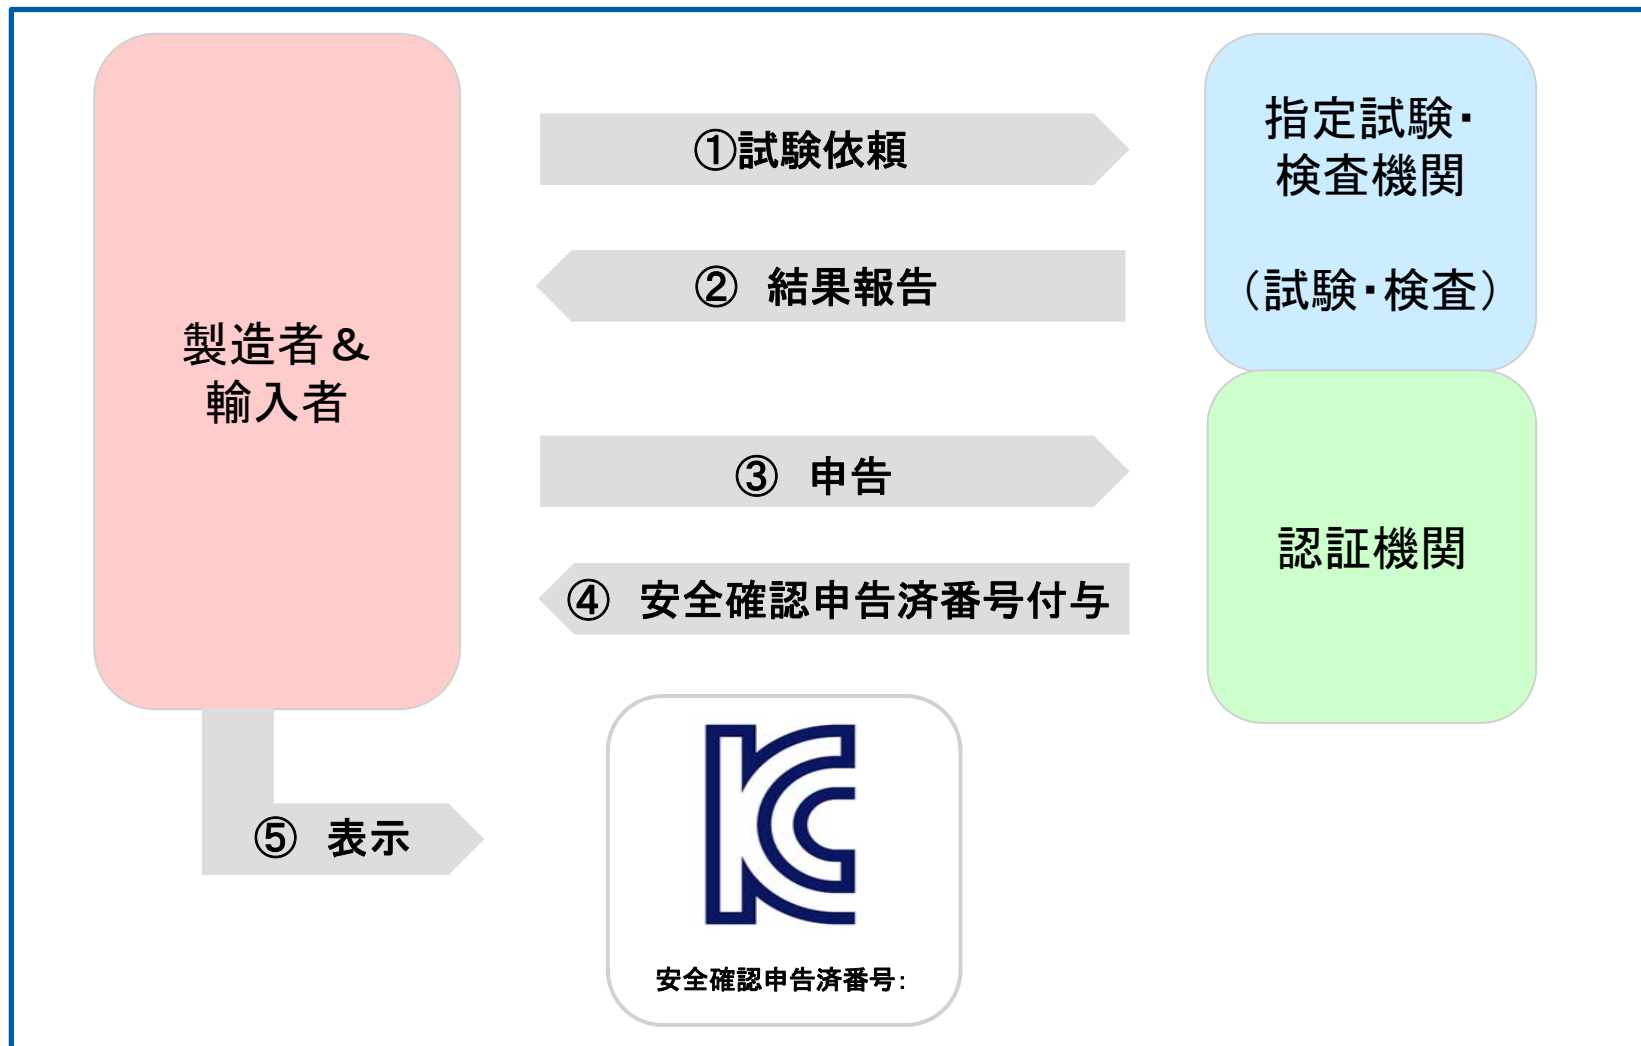 製造者＆
輸入者
①試験依頼
② 結果報告
指定試験・
検査機関
（試験・検査）
③ 申告
④ 安全確認申告済番号付与
認証機関
⑤ 表示
KC
安全確認申告済番号：